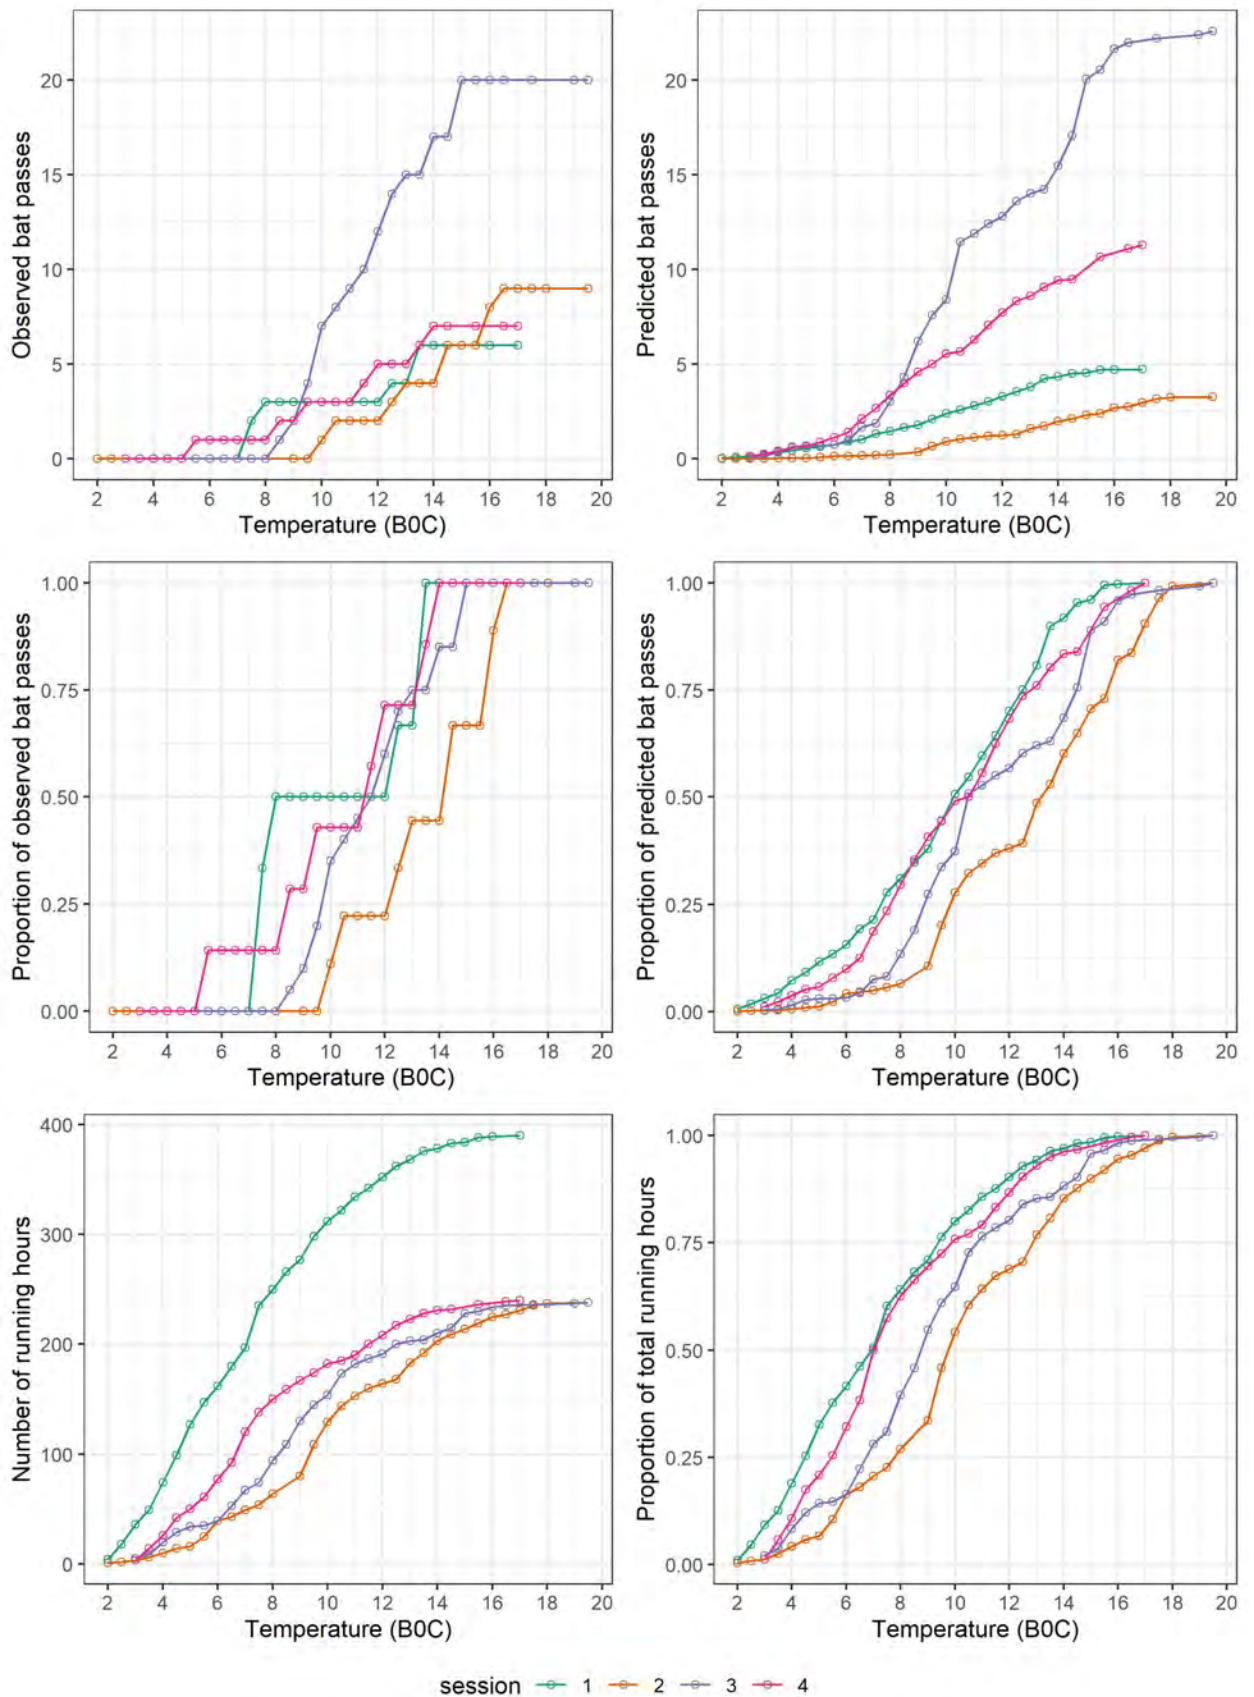 Observed bat passes
20
15
10
5
0
2 4 6 8 10 12 14 16 18 20
Temperature (B0C)
Predicted bat passes
20
15
10
5
0
2 4 6 8 10 12 14 16 18 20
Temperature (B0C)
Proportion of observed bat passes
1.00
0.75
0.50
0.25
0.00
2 4 6 8 10 12 14 16 18 20
Temperature (B0C)
Proportion of predicted bat passes
1.00
0.75
0.50
0.25
0.00
2 4 6 8 10 12 14 16 18 20
Temperature (B0C)
Number of running hours
400
300
200
100
0
2 4 6 8 10 12 14 16 18 20
Temperature (B0C)
Proportion of total running hours
1.00
0.75
0.50
0.25
0.00
2 4 6 8 10 12 14 16 18 20
Temperature (B0C)
session 1 2 3 4